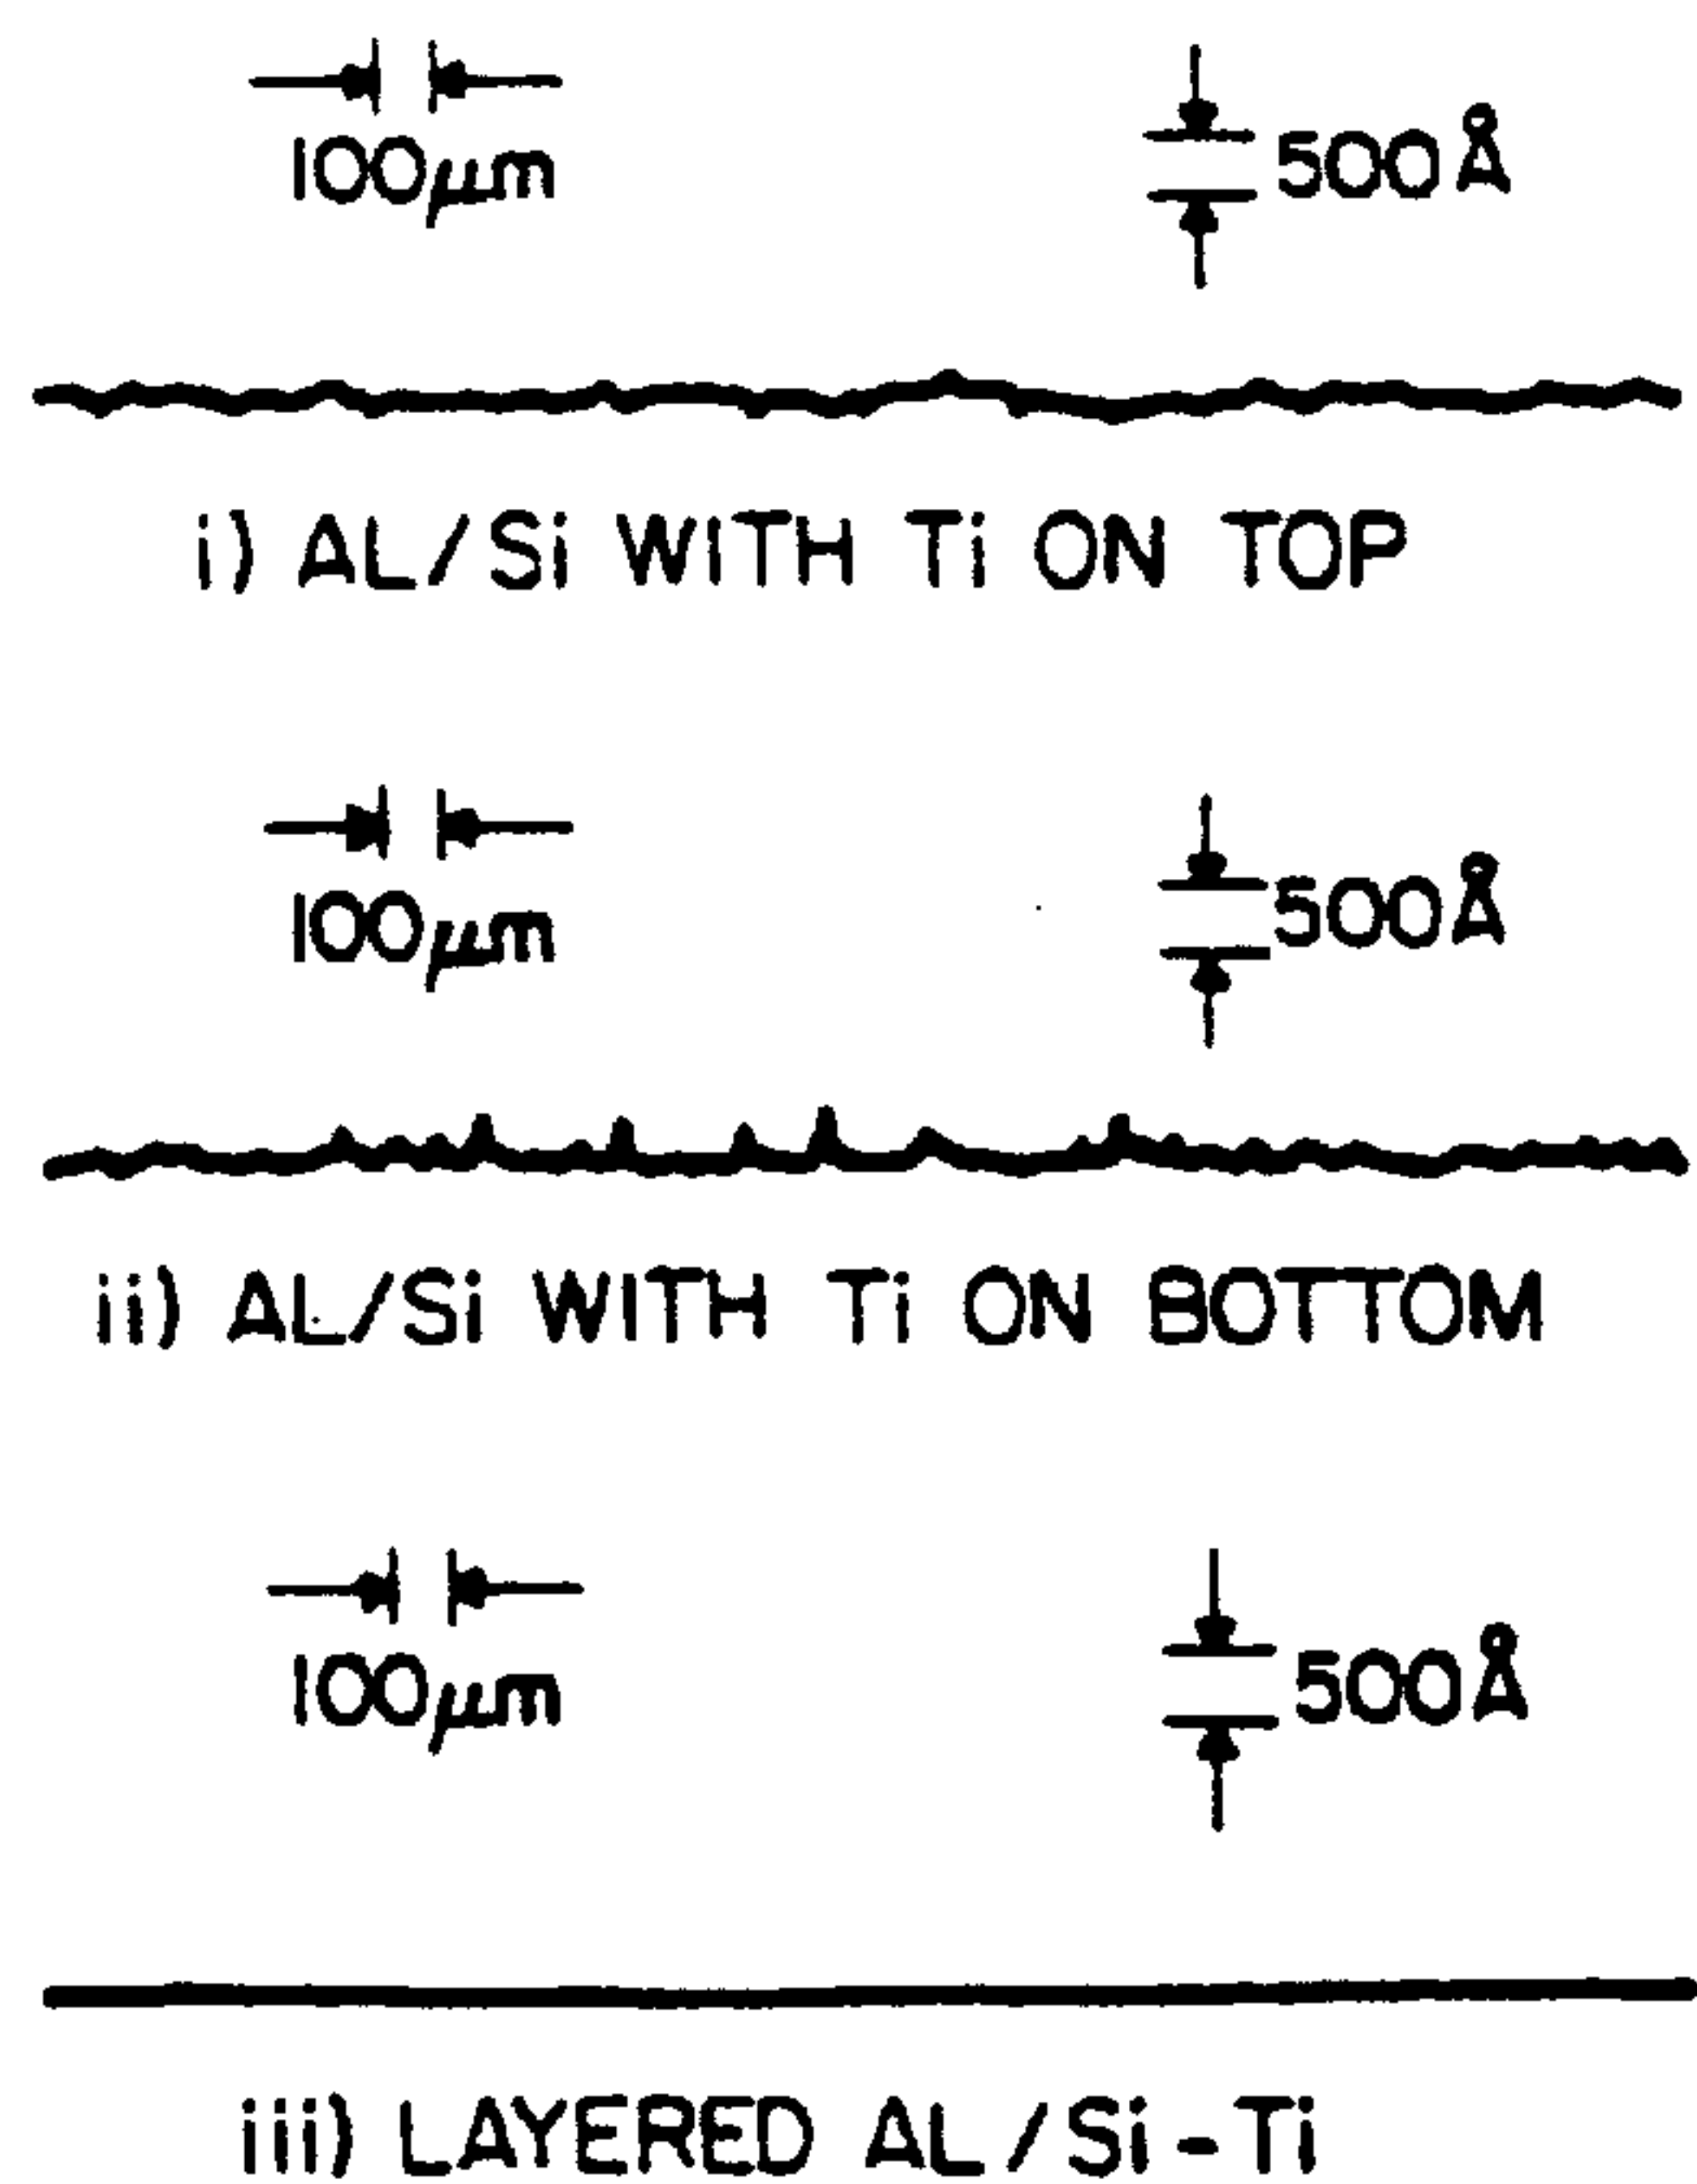 100μm 500Å
i) AL/Si WITH Ti ON TOP
100μm 500Å
ii) AL/Si WITH Ti ON BOTTOM
100μm 500Å
iii) LAYERED AL/Si-Ti